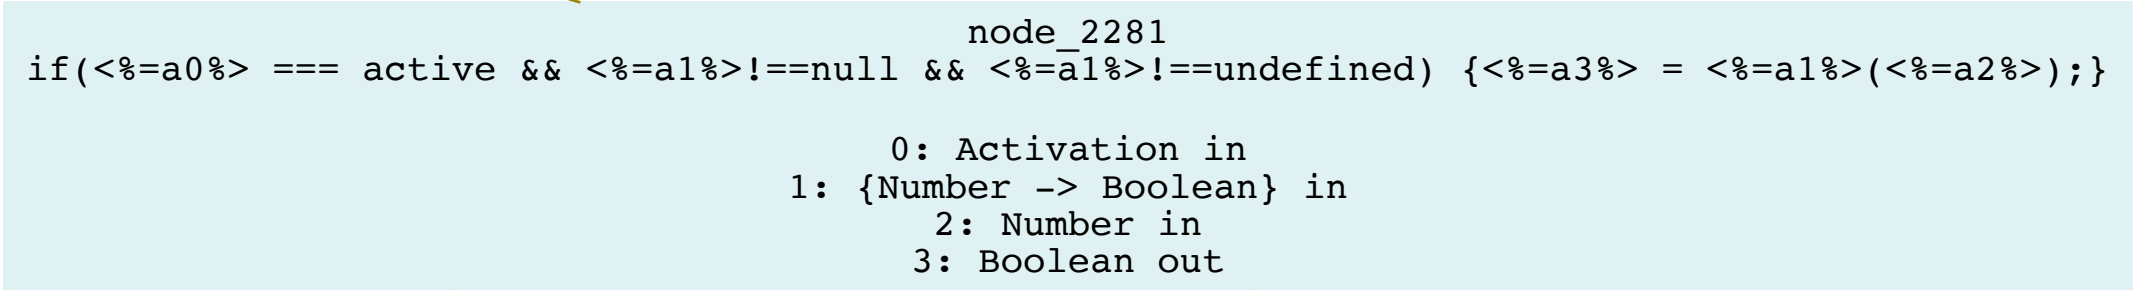 node_2281
if(<%=a0%> === active && <%=a1%>!==null && <%=a1%>!==undefined) {<%=a3%> = <%=a1%>(<%=a2%>);}
0: Activation in
1: {Number -> Boolean} in
2: Number in
3: Boolean out